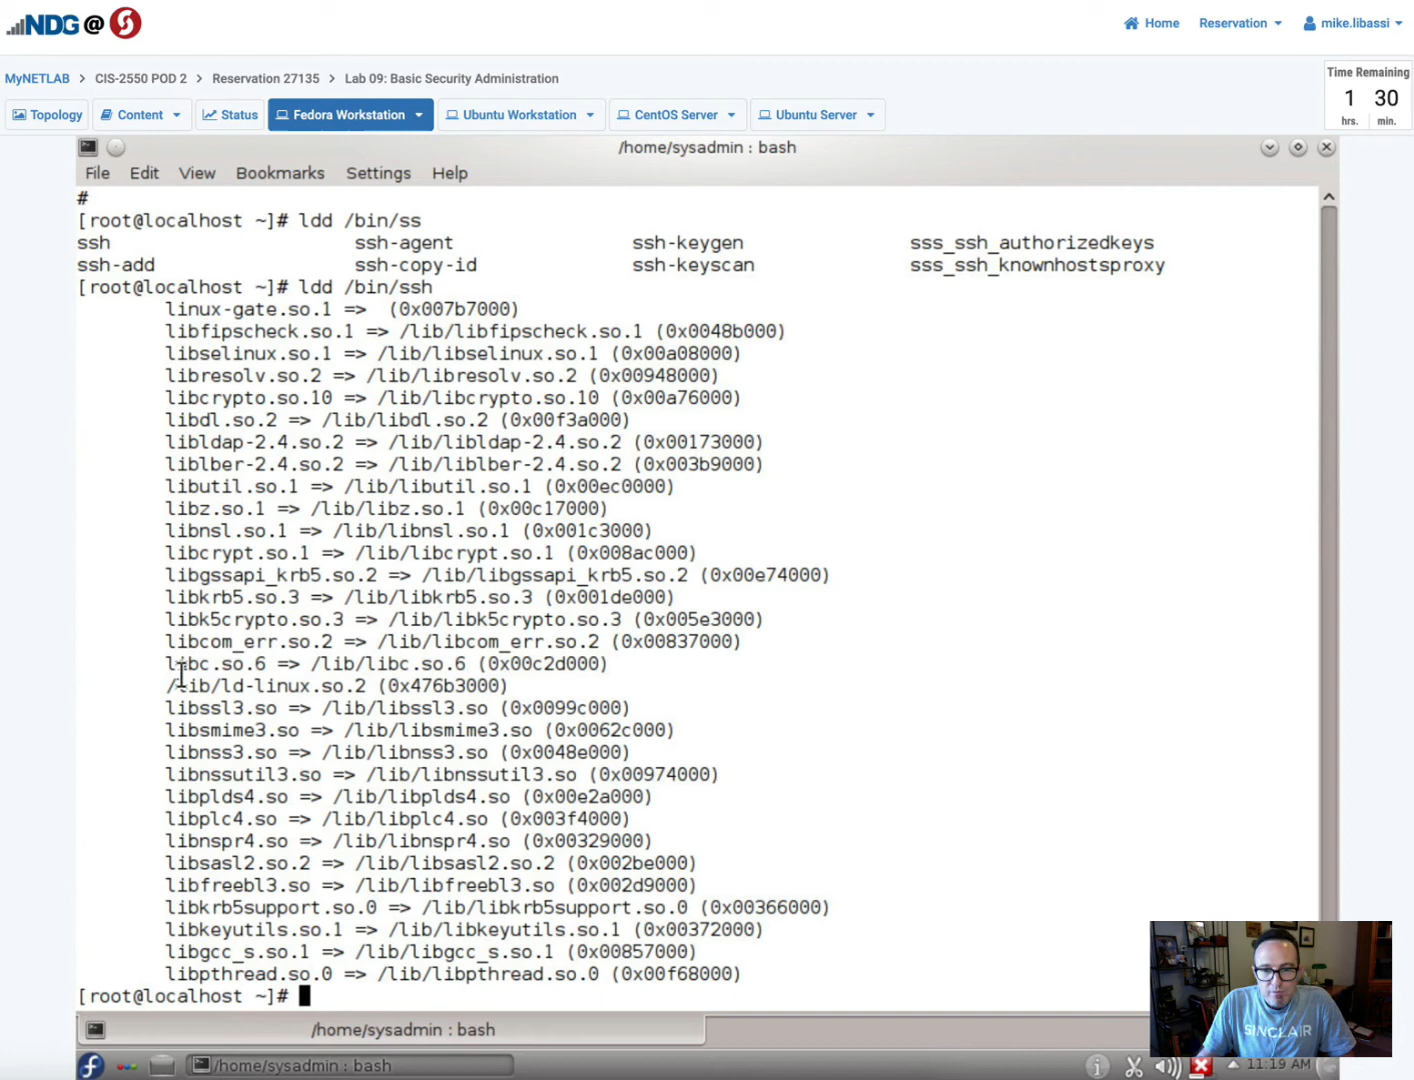 NDG @ S
Home Reservation mike.libassi
MyNETLAB > CIS-2550 POD 2 > Reservation 27135 > Lab 09: Basic Security Administration
Time Remaining
1 30
hrs. min.
Topology Content Status Fedora Workstation Ubuntu Workstation CentOS Server Ubuntu Server
/home/sysadmin : bash
File Edit View Bookmarks Settings Help
#
[root@localhost ~]# ldd /bin/ss
ssh ssh-agent ssh-keygen sss_ssh_authorizedkeys
ssh-add ssh-copy-id ssh-keyscan sss_ssh_knownhostsproxy
[root@localhost ~]# ldd /bin/ssh
linux-gate.so.1 => (0x007b7000)
libfipscheck.so.1 => /lib/libfipscheck.so.1 (0x0048b000)
libselinux.so.1 => /lib/libselinux.so.1 (0x00a08000)
libresolv.so.2 => /lib/libresolv.so.2 (0x00948000)
libcrypto.so.10 => /lib/libcrypto.so.10 (0x00a76000)
libdl.so.2 => /lib/libdl.so.2 (0x00f3a000)
libldap-2.4.so.2 => /lib/libldap-2.4.so.2 (0x00173000)
liblber-2.4.so.2 => /lib/liblber-2.4.so.2 (0x003b9000)
libutil.so.1 => /lib/libutil.so.1 (0x00ec0000)
libz.so.1 => /lib/libz.so.1 (0x00c17000)
libnsl.so.1 => /lib/libnsl.so.1 (0x001c3000)
libcrypt.so.1 => /lib/libcrypt.so.1 (0x008ac000)
libgssapi_krb5.so.2 => /lib/libgssapi_krb5.so.2 (0x00e74000)
libkrb5.so.3 => /lib/libkrb5.so.3 (0x001de000)
libk5crypto.so.3 => /lib/libk5crypto.so.3 (0x005e3000)
libcom_err.so.2 => /lib/libcom_err.so.2 (0x00837000)
libc.so.6 => /lib/libc.so.6 (0x00c2d000)
/lib/ld-linux.so.2 (0x476b3000)
libssl3.so => /lib/libssl3.so (0x0099c000)
libsmime3.so => /lib/libsmime3.so (0x0062c000)
libnss3.so => /lib/libnss3.so (0x0048e000)
libnssutil3.so => /lib/libnssutil3.so (0x00974000)
libplds4.so => /lib/libplds4.so (0x00e2a000)
libplc4.so => /lib/libplc4.so (0x003f4000)
libnspr4.so => /lib/libnspr4.so (0x00329000)
libsasl2.so.2 => /lib/libsasl2.so.2 (0x002be000)
libfreebl3.so => /lib/libfreebl3.so (0x002d9000)
libkrb5support.so.0 => /lib/libkrb5support.so.0 (0x00366000)
libkeyutils.so.1 => /lib/libkeyutils.so.1 (0x00372000)
libgcc_s.so.1 => /lib/libgcc_s.so.1 (0x00857000)
libpthread.so.0 => /lib/libpthread.so.0 (0x00f68000)
[root@localhost ~]#
SINCLAIR
/home/sysadmin : bash
/home/sysadmin : bash
11:19 AM